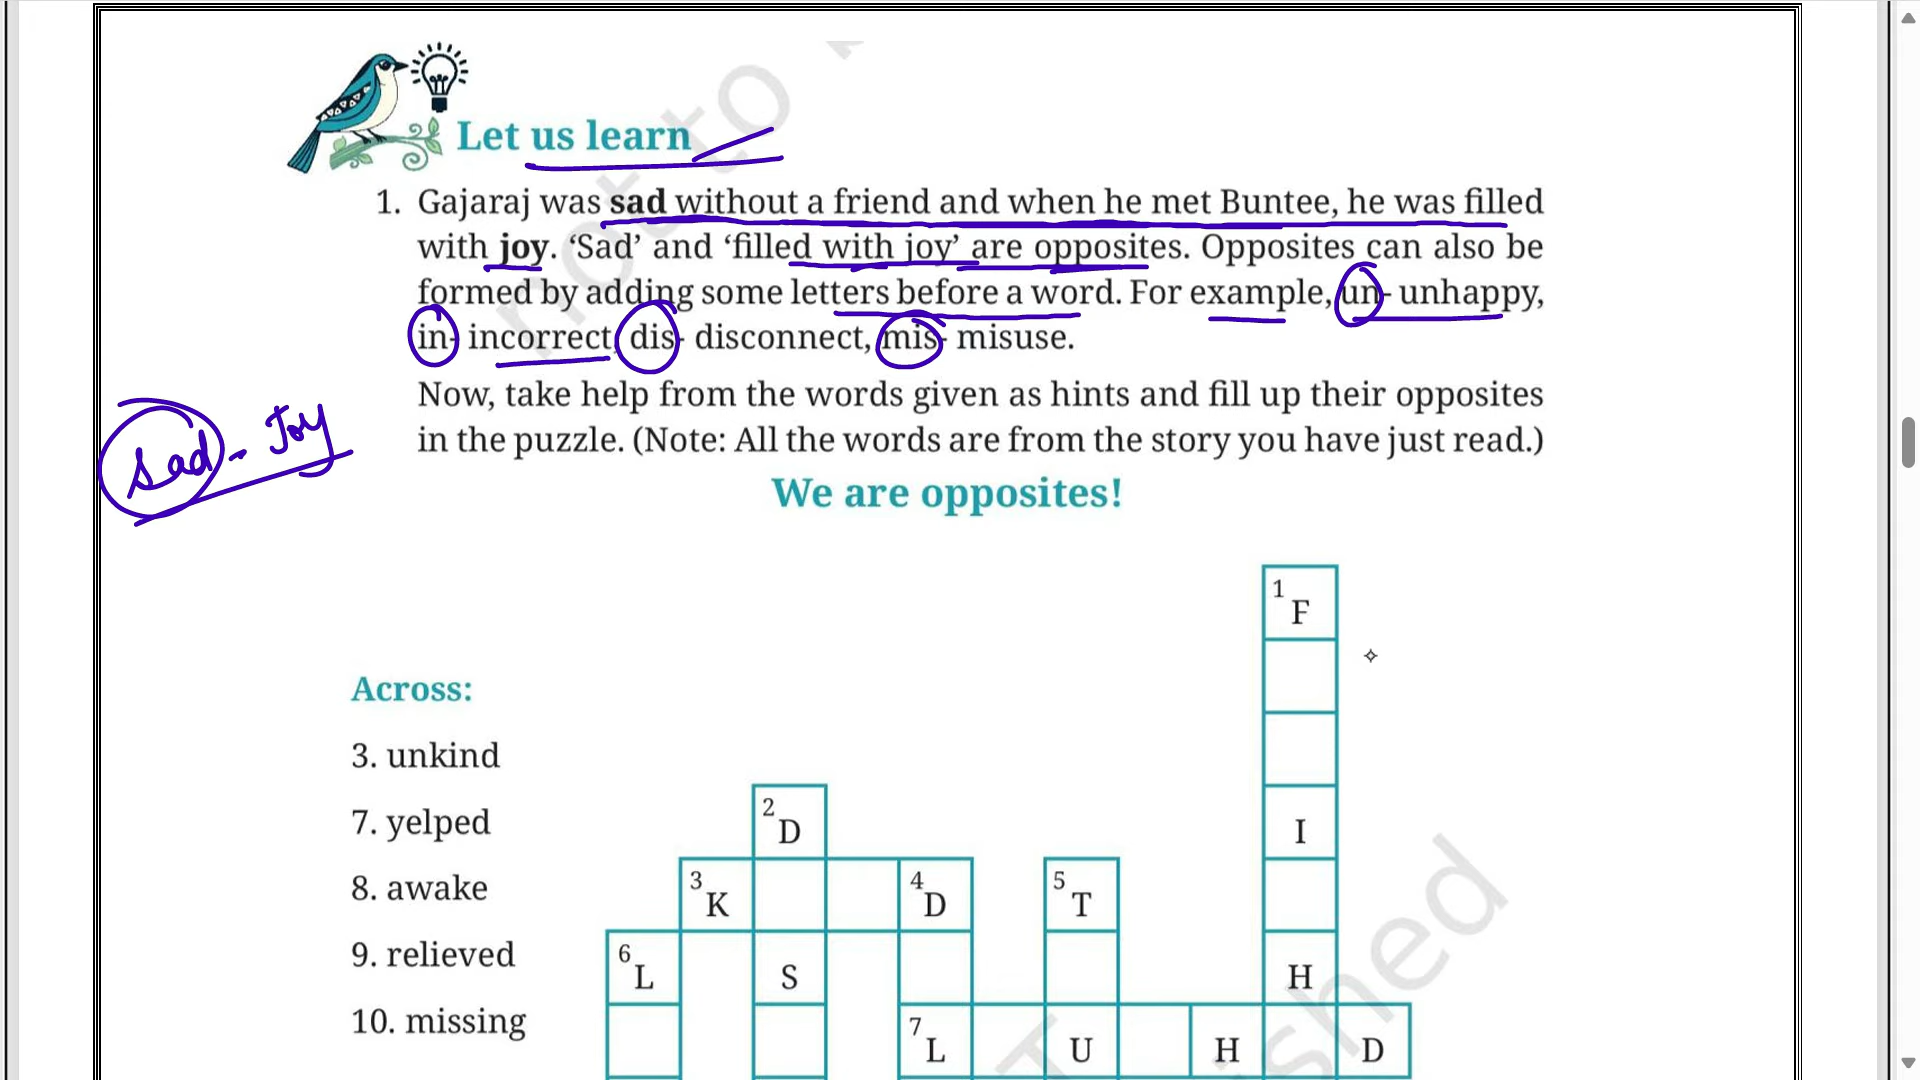 Let us learn
1. Gajaraj was sad without a friend and when he met Buntee, he was filled
with joy. ‘Sad’ and ‘filled with joy’ are opposites. Opposites can also be
formed by adding some letters before a word. For example, un- unhappy,
in- incorrect, dis- disconnect, mis- misuse.
Now, take help from the words given as hints and fill up their opposites
in the puzzle. (Note: All the words are from the story you have just read.)
Sad - Joy
We are opposites!
1 F
Across:
3. unkind
7. yelped
2 D
I
8. awake
3 K
4 D
5 T
9. relieved
6 L
S
H
10. missing
7 L
U
H
D
not to
shed